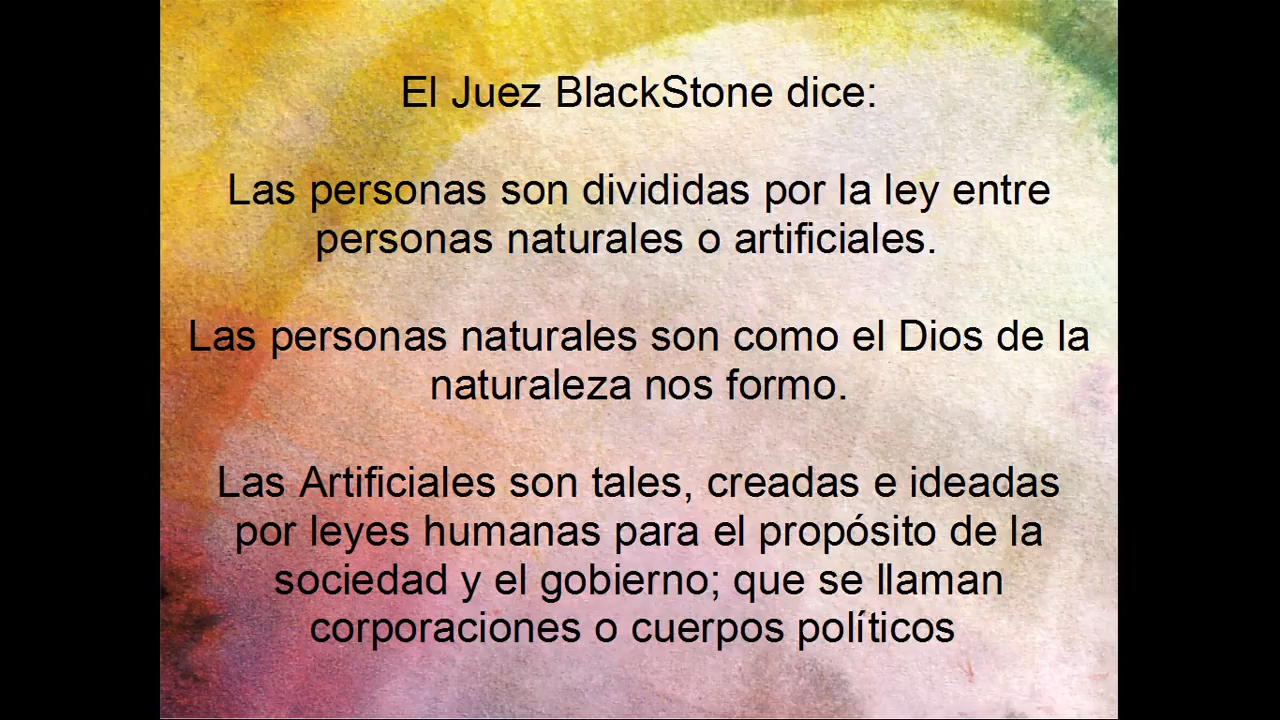 El Juez BlackStone dice:
Las personas son divididas por la ley entre
personas naturales o artificiales.
Las personas naturales son como el Dios de la
naturaleza nos formo.
Las Artificiales son tales, creadas e ideadas
por leyes humanas para el propósito de la
sociedad y el gobierno; que se llaman
corporaciones o cuerpos políticos